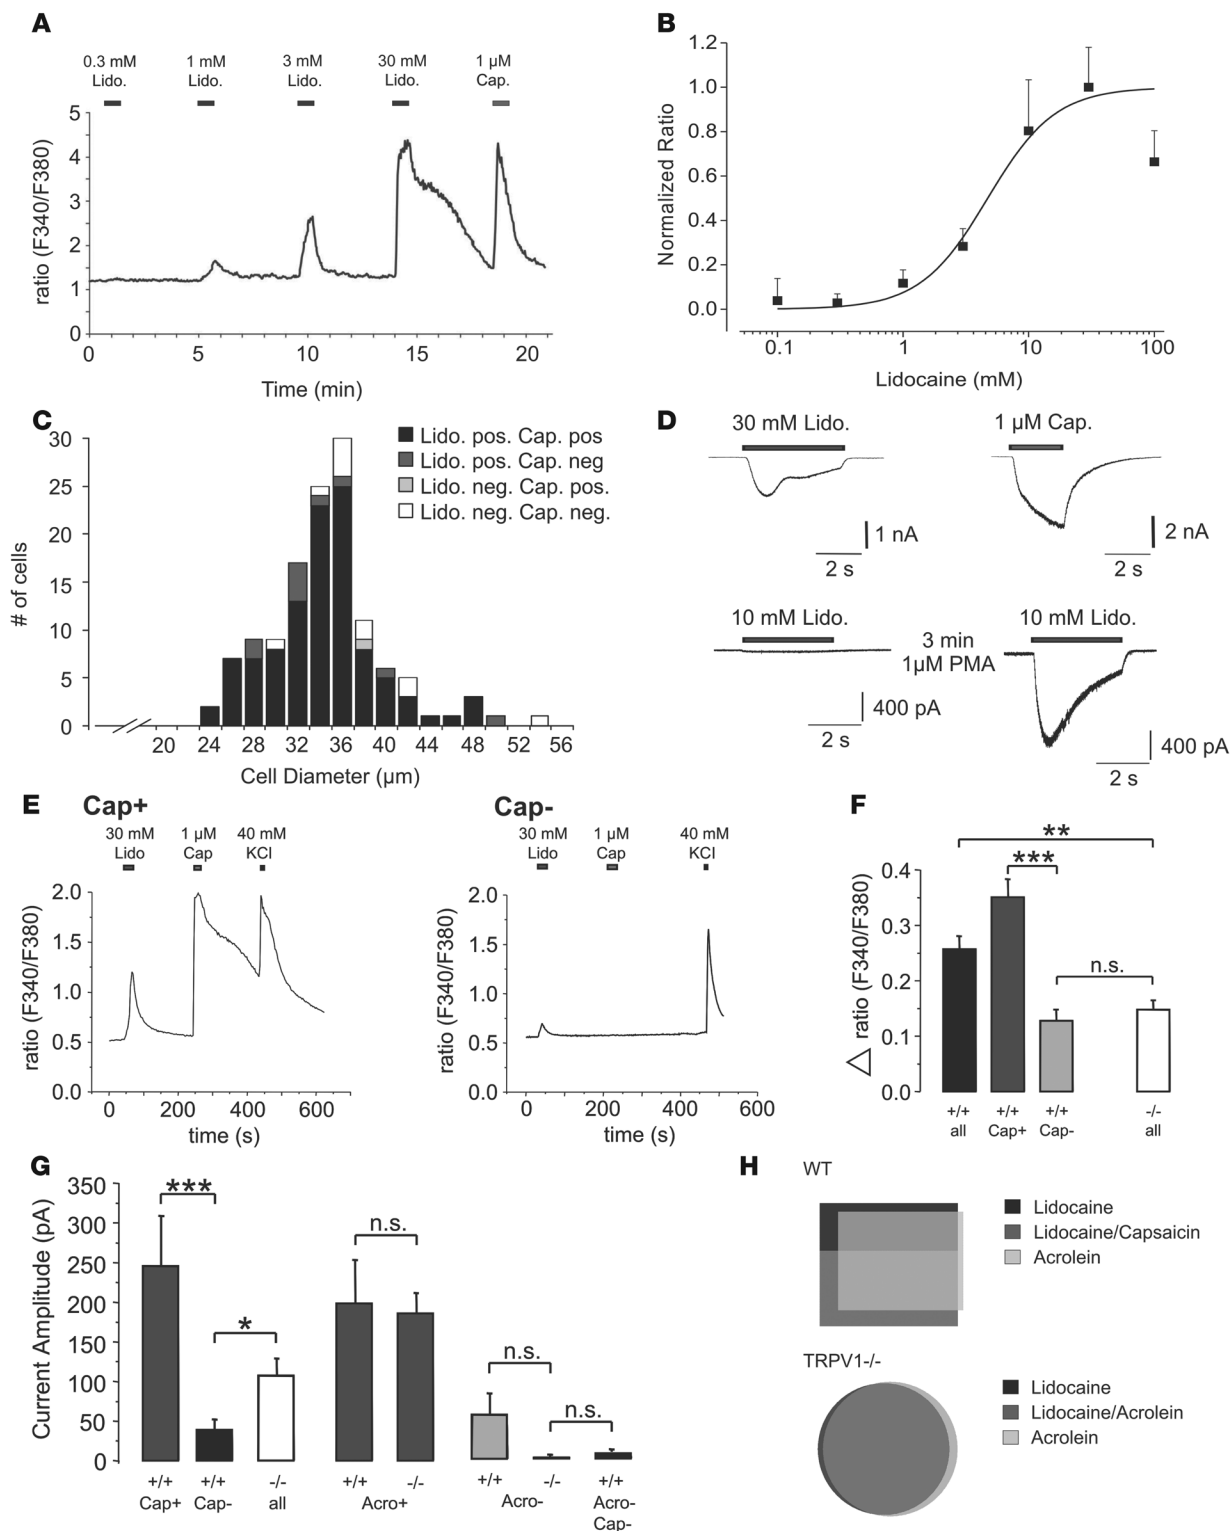 A
0.3 mM Lido.
1 mM Lido.
3 mM Lido.
30 mM Lido.
1 µM Cap.
5
4
3
2
1
0
ratio (F340/F380)
0 5 10 15 20
Time (min)
B
1.2
1.0
0.8
0.6
0.4
0.2
0.0
Normalized Ratio
0.1 1 10 100
Lidocaine (mM)
C
30
25
20
15
10
5
0
# of cells
Lido. pos. Cap. pos
Lido. pos. Cap. neg
Lido. neg. Cap. pos.
Lido. neg. Cap. neg.
20 24 28 32 36 40 44 48 52 56
Cell Diameter (µm)
D
30 mM Lido.
1 nA
2 s
1 µM Cap.
2 nA
2 s
10 mM Lido.
400 pA
2 s
3 min
1µM PMA
10 mM Lido.
400 pA
2 s
E
Cap+
30 mM Lido
1 µM Cap
40 mM KCl
2.0
1.5
1.0
0.5
0.0
ratio (F340/F380)
0 200 400 600
time (s)
Cap-
30 mM Lido
1 µM Cap
40 mM KCl
2.0
1.5
1.0
0.5
0.0
ratio (F340/F380)
0 200 400 600
time (s)
F
**
***
n.s.
0.4
0.3
0.2
0.1
0.0
△ ratio (F340/F380)
+/+ all
+/+ Cap+
+/+ Cap-
-/- all
G
350
300
250
200
150
100
50
0
Current Amplitude (pA)
***
*
n.s.
n.s.
n.s.
+/+ Cap+
+/+ Cap-
-/- all
+/+ -/-
Acro+
+/+ -/-
Acro-
+/+
Acro-
Cap-
H
WT
Lidocaine
Lidocaine/Capsaicin
Acrolein
TRPV1-/-
Lidocaine
Lidocaine/Acrolein
Acrolein